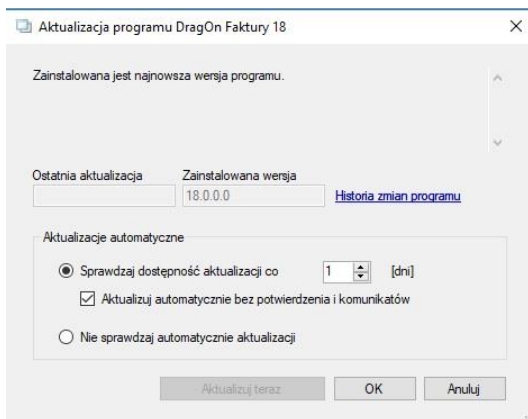 Aktualizacja programu DragOn Faktury 18
Zainstalowana jest najnowsza wersja programu.
Ostatnia aktualizacja Zainstalowana wersja
18.0.0.0 Historia zmian programu
Aktualizacje automatyczne
Sprawdzaj dostępność aktualizacji co 1 [dni]
Aktualizuj automatycznie bez potwierdzenia i komunikatów
Nie sprawdzaj automatycznie aktualizacji
Aktualizuj teraz OK Anuluj